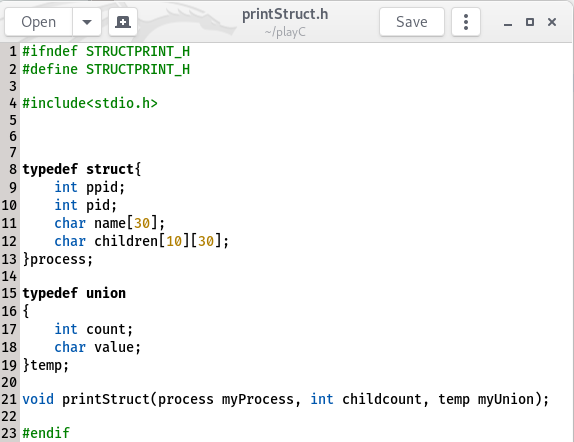 Open printStruct.h Save
~/playC
1 #ifndef STRUCTPRINT_H
2 #define STRUCTPRINT_H
3
4 #include<stdio.h>
5
6
7
8 typedef struct{
9     int ppid;
10     int pid;
11     char name[30];
12     char children[10][30];
13 }process;
14
15 typedef union
16 {
17     int count;
18     char value;
19 }temp;
20
21 void printStruct(process myProcess, int childcount, temp myUnion);
22
23 #endif